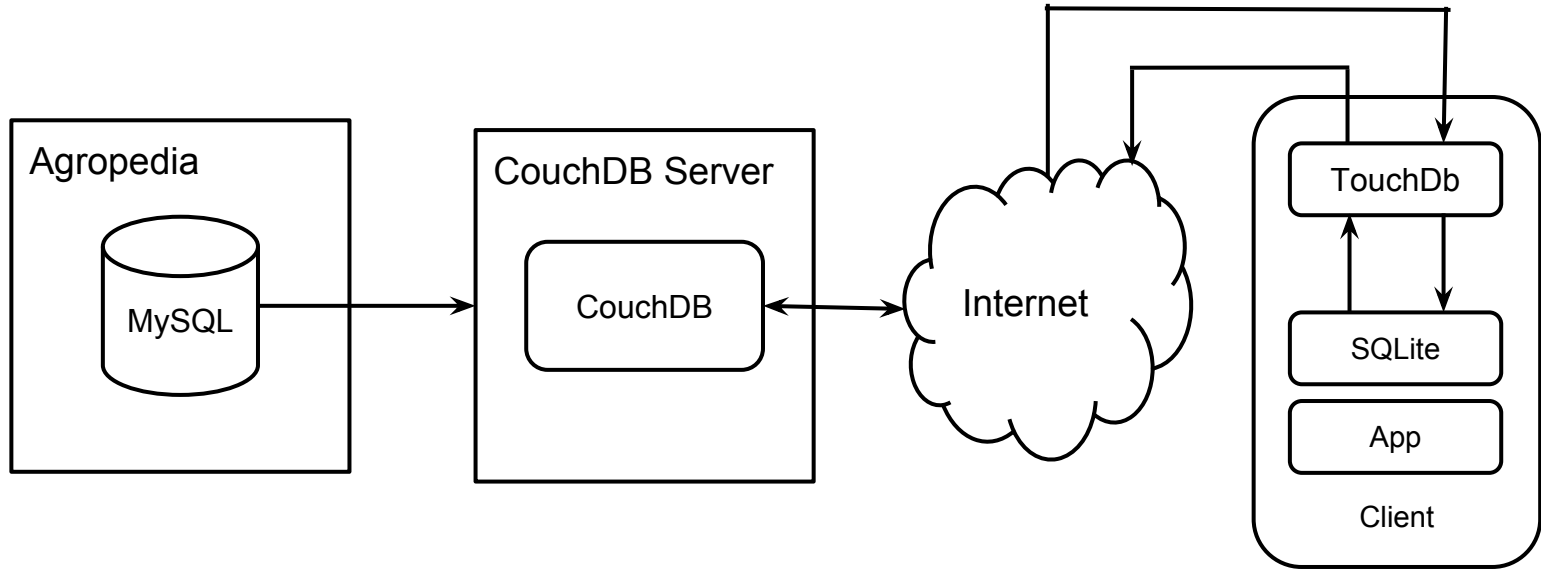 Agropedia
MySQL
CouchDB Server
CouchDB
Internet
TouchDb
SQLite
App
Client